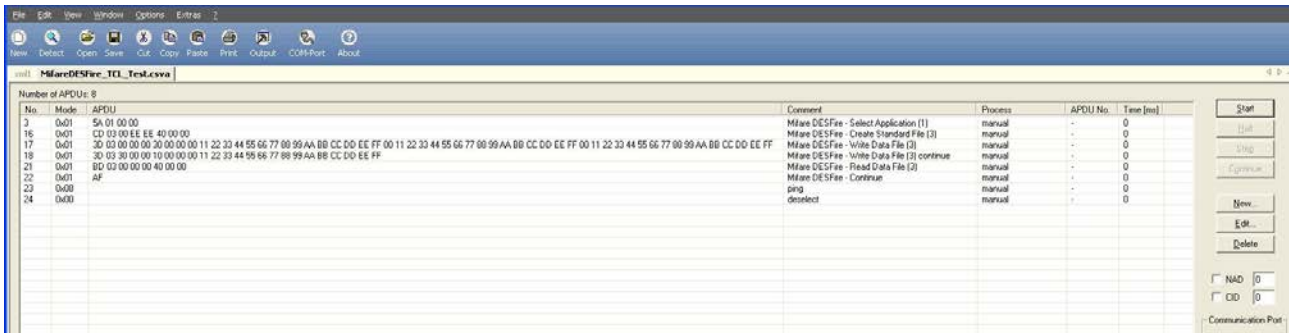 File Edit View Window Options Extras ?
New Detect Open Save Cut Copy Paste Print Output COM-Port About
xml1 MifareDESFire_TCL_Test.csva
Number of APDUs: 8
No. Mode APDU Comment Process APDU No. Time [ms]
3 0x01 5A 01 00 00 Mifare DESFire - Select Application (1) manual - 0
16 0x01 CD 03 00 EE EE 40 00 00 Mifare DESFire - Create Standard File (3) manual - 0
17 0x01 3D 03 00 00 00 30 00 00 00 11 22 33 44 55 66 77 88 99 AA BB CC DD EE FF 00 11 22 33 44 55 66 77 88 99 AA BB CC DD EE FF 00 11 22 33 44 55 66 77 88 99 AA BB CC DD EE FF Mifare DESFire - Write Data File (3) manual - 0
18 0x01 3D 03 30 00 00 10 00 00 00 11 22 33 44 55 66 77 88 99 AA BB CC DD EE FF Mifare DESFire - Write Data File (3) continue manual - 0
21 0x01 BD 03 00 00 00 40 00 00 Mifare DESFire - Read Data File (3) manual - 0
22 0x01 AF Mifare DESFire - Continue manual - 0
23 0x00 ping manual - 0
24 0x00 deselect manual - 0
Start
Halt
Step
Continue
New...
Edit...
Delete
NAD 0
CID 0
Communication Port